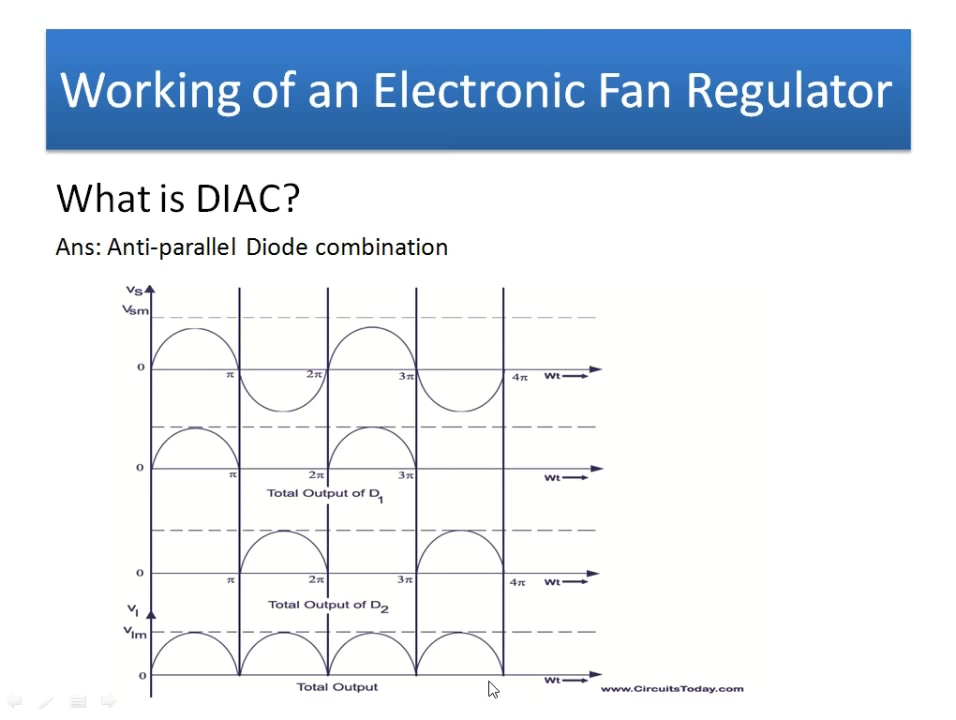 Working of an Electronic Fan Regulator
What is DIAC?
Ans: Anti-parallel Diode combination
Vs
Vsm
0
π 2π 3π 4π Wt
0
π 2π 3π Wt
Total Output of D1
0
π 2π 3π 4π Wt
Total Output of D2
VI
VIm
0
Wt
Total Output
www.CircuitsToday.com